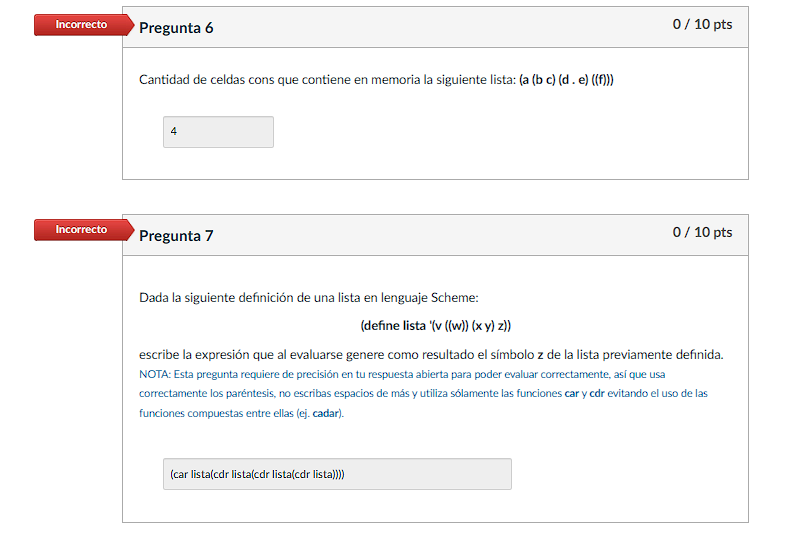 Incorrecto
Pregunta 6
0 / 10 pts
Cantidad de celdas cons que contiene en memoria la siguiente lista: (a (b c) (d . e) ((f)))
4
Incorrecto
Pregunta 7
0 / 10 pts
Dada la siguiente definición de una lista en lenguaje Scheme:
(define lista '(v ((w)) (x y) z))
escribe la expresión que al evaluarse genere como resultado el símbolo z de la lista previamente definida.
NOTA: Esta pregunta requiere de precisión en tu respuesta abierta para poder evaluar correctamente, así que usa
correctamente los paréntesis, no escribas espacios de más y utiliza sólamente las funciones car y cdr evitando el uso de las
funciones compuestas entre ellas (ej. cadar).
(car lista(cdr lista(cdr lista(cdr lista))))